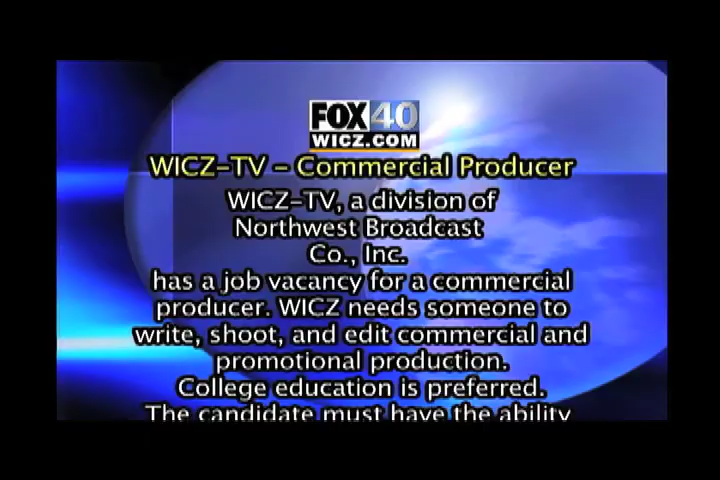 FOX 40
WICZ.COM
WICZ-TV - Commercial Producer
WICZ-TV, a division of
Northwest Broadcast
Co., Inc.
has a job vacancy for a commercial
producer. WICZ needs someone to
write, shoot, and edit commercial and
promotional production.
College education is preferred.
The candidate must have the ability